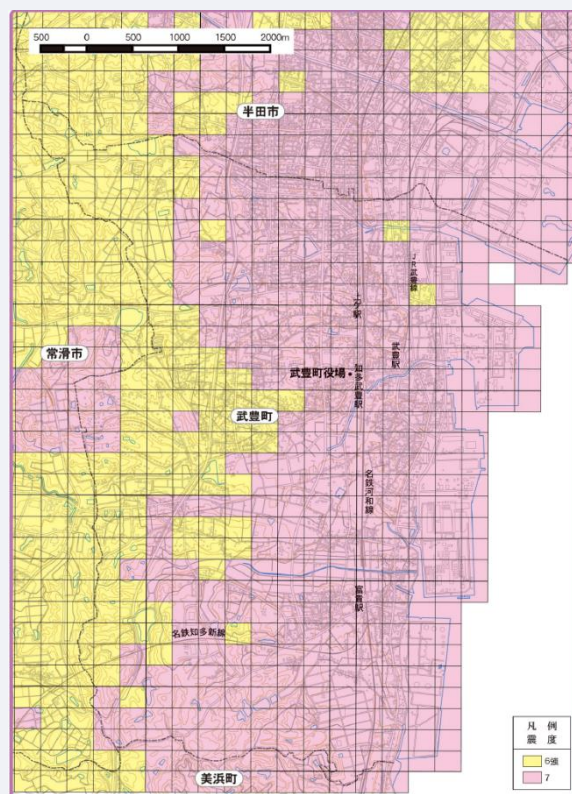 500 0 500 1000 1500 2000m
半田市
JR武豊線
上ゲ駅
常滑市
武豊駅
武豊町役場
知多武豊駅
武豊町
名鉄河和線
富貴駅
名鉄知多新線
美浜町
凡例
震度
6強
7